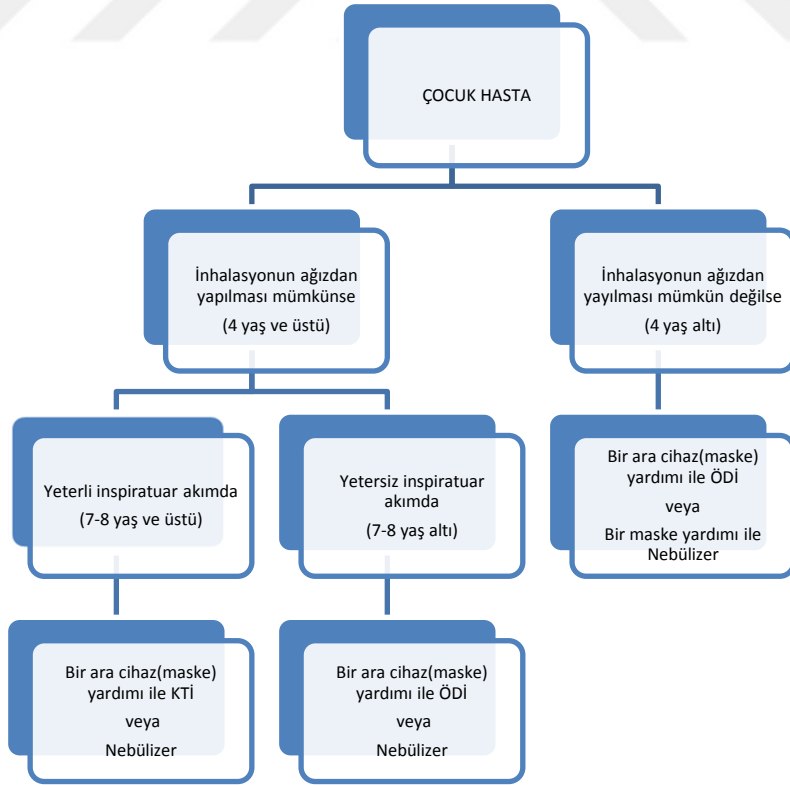 ÇOCUK HASTA
İnhalasyonun ağızdan
yapılması mümkünse
(4 yaş ve üstü)
İnhalasyonun ağızdan
yayılması mümkün değilse
(4 yaş altı)
Yeterli inspiratuar akımda
(7-8 yaş ve üstü)
Yetersiz inspiratuar
akımda
(7-8 yaş altı)
Bir ara cihaz(maske)
yardımı ile ÖDİ
veya
Bir maske yardımı ile
Nebülizer
Bir ara cihaz(maske)
yardımı ile KTİ
veya
Nebülizer
Bir ara cihaz(maske)
yardımı ile ÖDİ
veya
Nebülizer